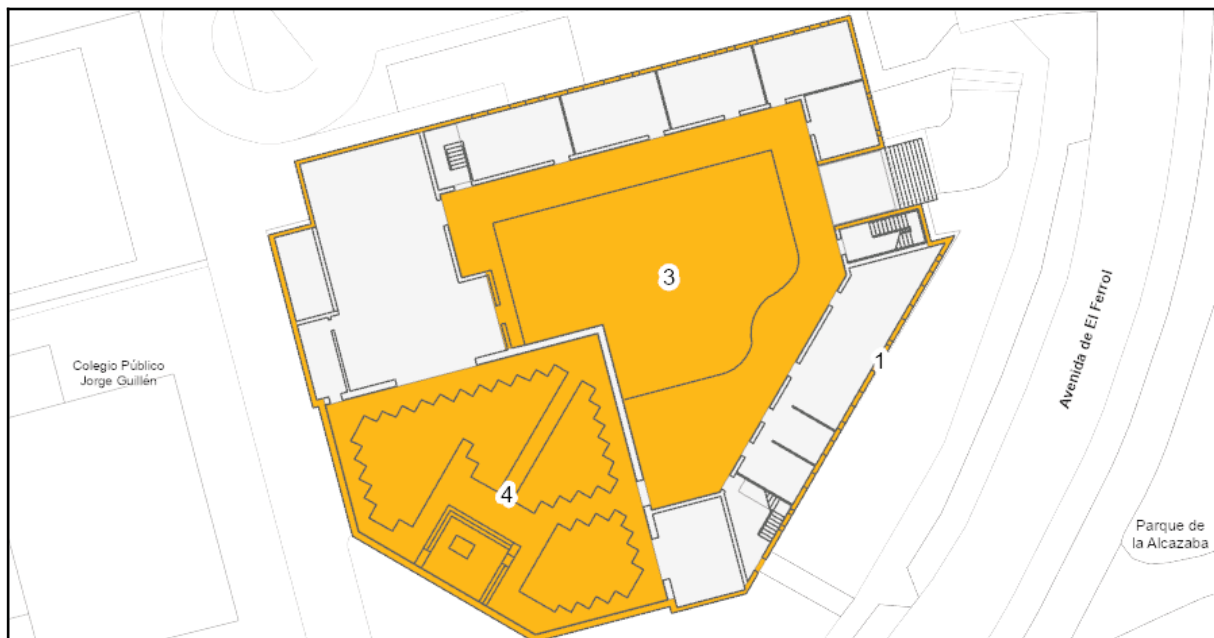 3
1
Avenida de El Ferrol
Colegio Público
Jorge Guillén
4
Parque de
la Alcazaba